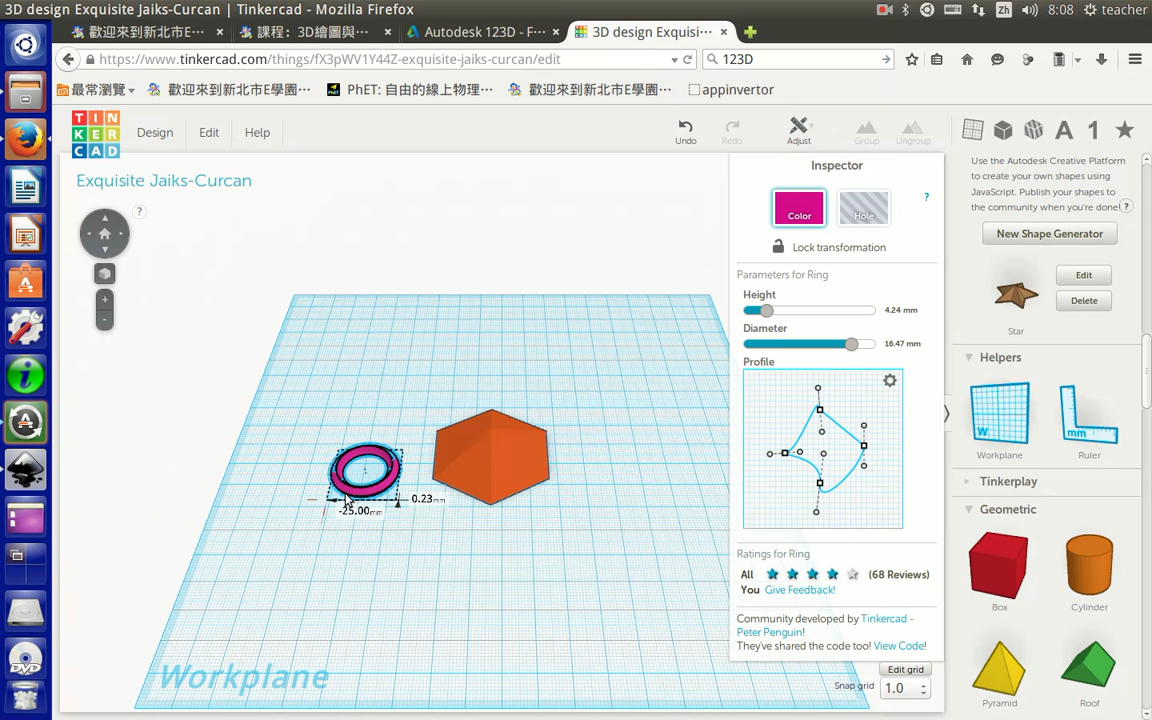 3D design Exquisite Jaiks-Curcan | Tinkercad - Mozilla Firefox
Zh
8:08
teacher
歡迎來到新北市E…
課程：3D繪圖與…
Autodesk 123D - F…
3D design Exquisi…
https://www.tinkercad.com/things/fX3pWV1Y44Z-exquisite-jaiks-curcan/edit
123D
最常瀏覽
歡迎來到新北市E學園…
PhET: 自由的線上物理…
歡迎來到新北市E學園…
appinvertor
TIN
KER
CAD
Design
Edit
Help
Undo
Redo
Adjust
Group
Ungroup
A
1
Exquisite Jaiks-Curcan
?
+
-
0.23mm
-25.00mm
Workplane
Inspector
Color
Hole
?
Lock transformation
Parameters for Ring
Height
4.24 mm
Diameter
16.47 mm
Profile
Ratings for Ring
All
(68 Reviews)
You
Give Feedback!
Community developed by Tinkercad -
Peter Penguin!
They've shared the code too! View Code!
Edit grid
Snap grid
1.0
Use the Autodesk Creative Platform
to create your own shapes using
JavaScript. Publish your shapes to
the community when you're done!
?
New Shape Generator
Edit
Delete
Star
Helpers
W
mm
Workplane
Ruler
Tinkerplay
Geometric
Box
Cylinder
Pyramid
Roof
DVD